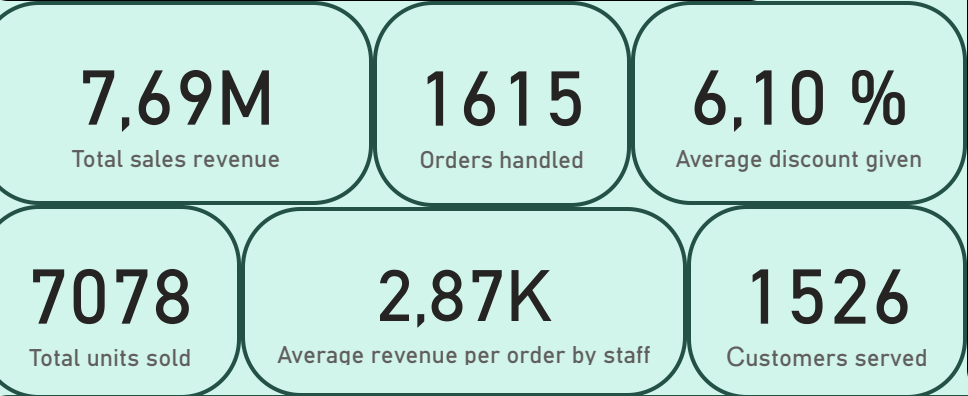 7,69M
Total sales revenue
1615
Orders handled
6,10 %
Average discount given
7078
Total units sold
2,87K
Average revenue per order by staff
1526
Customers served